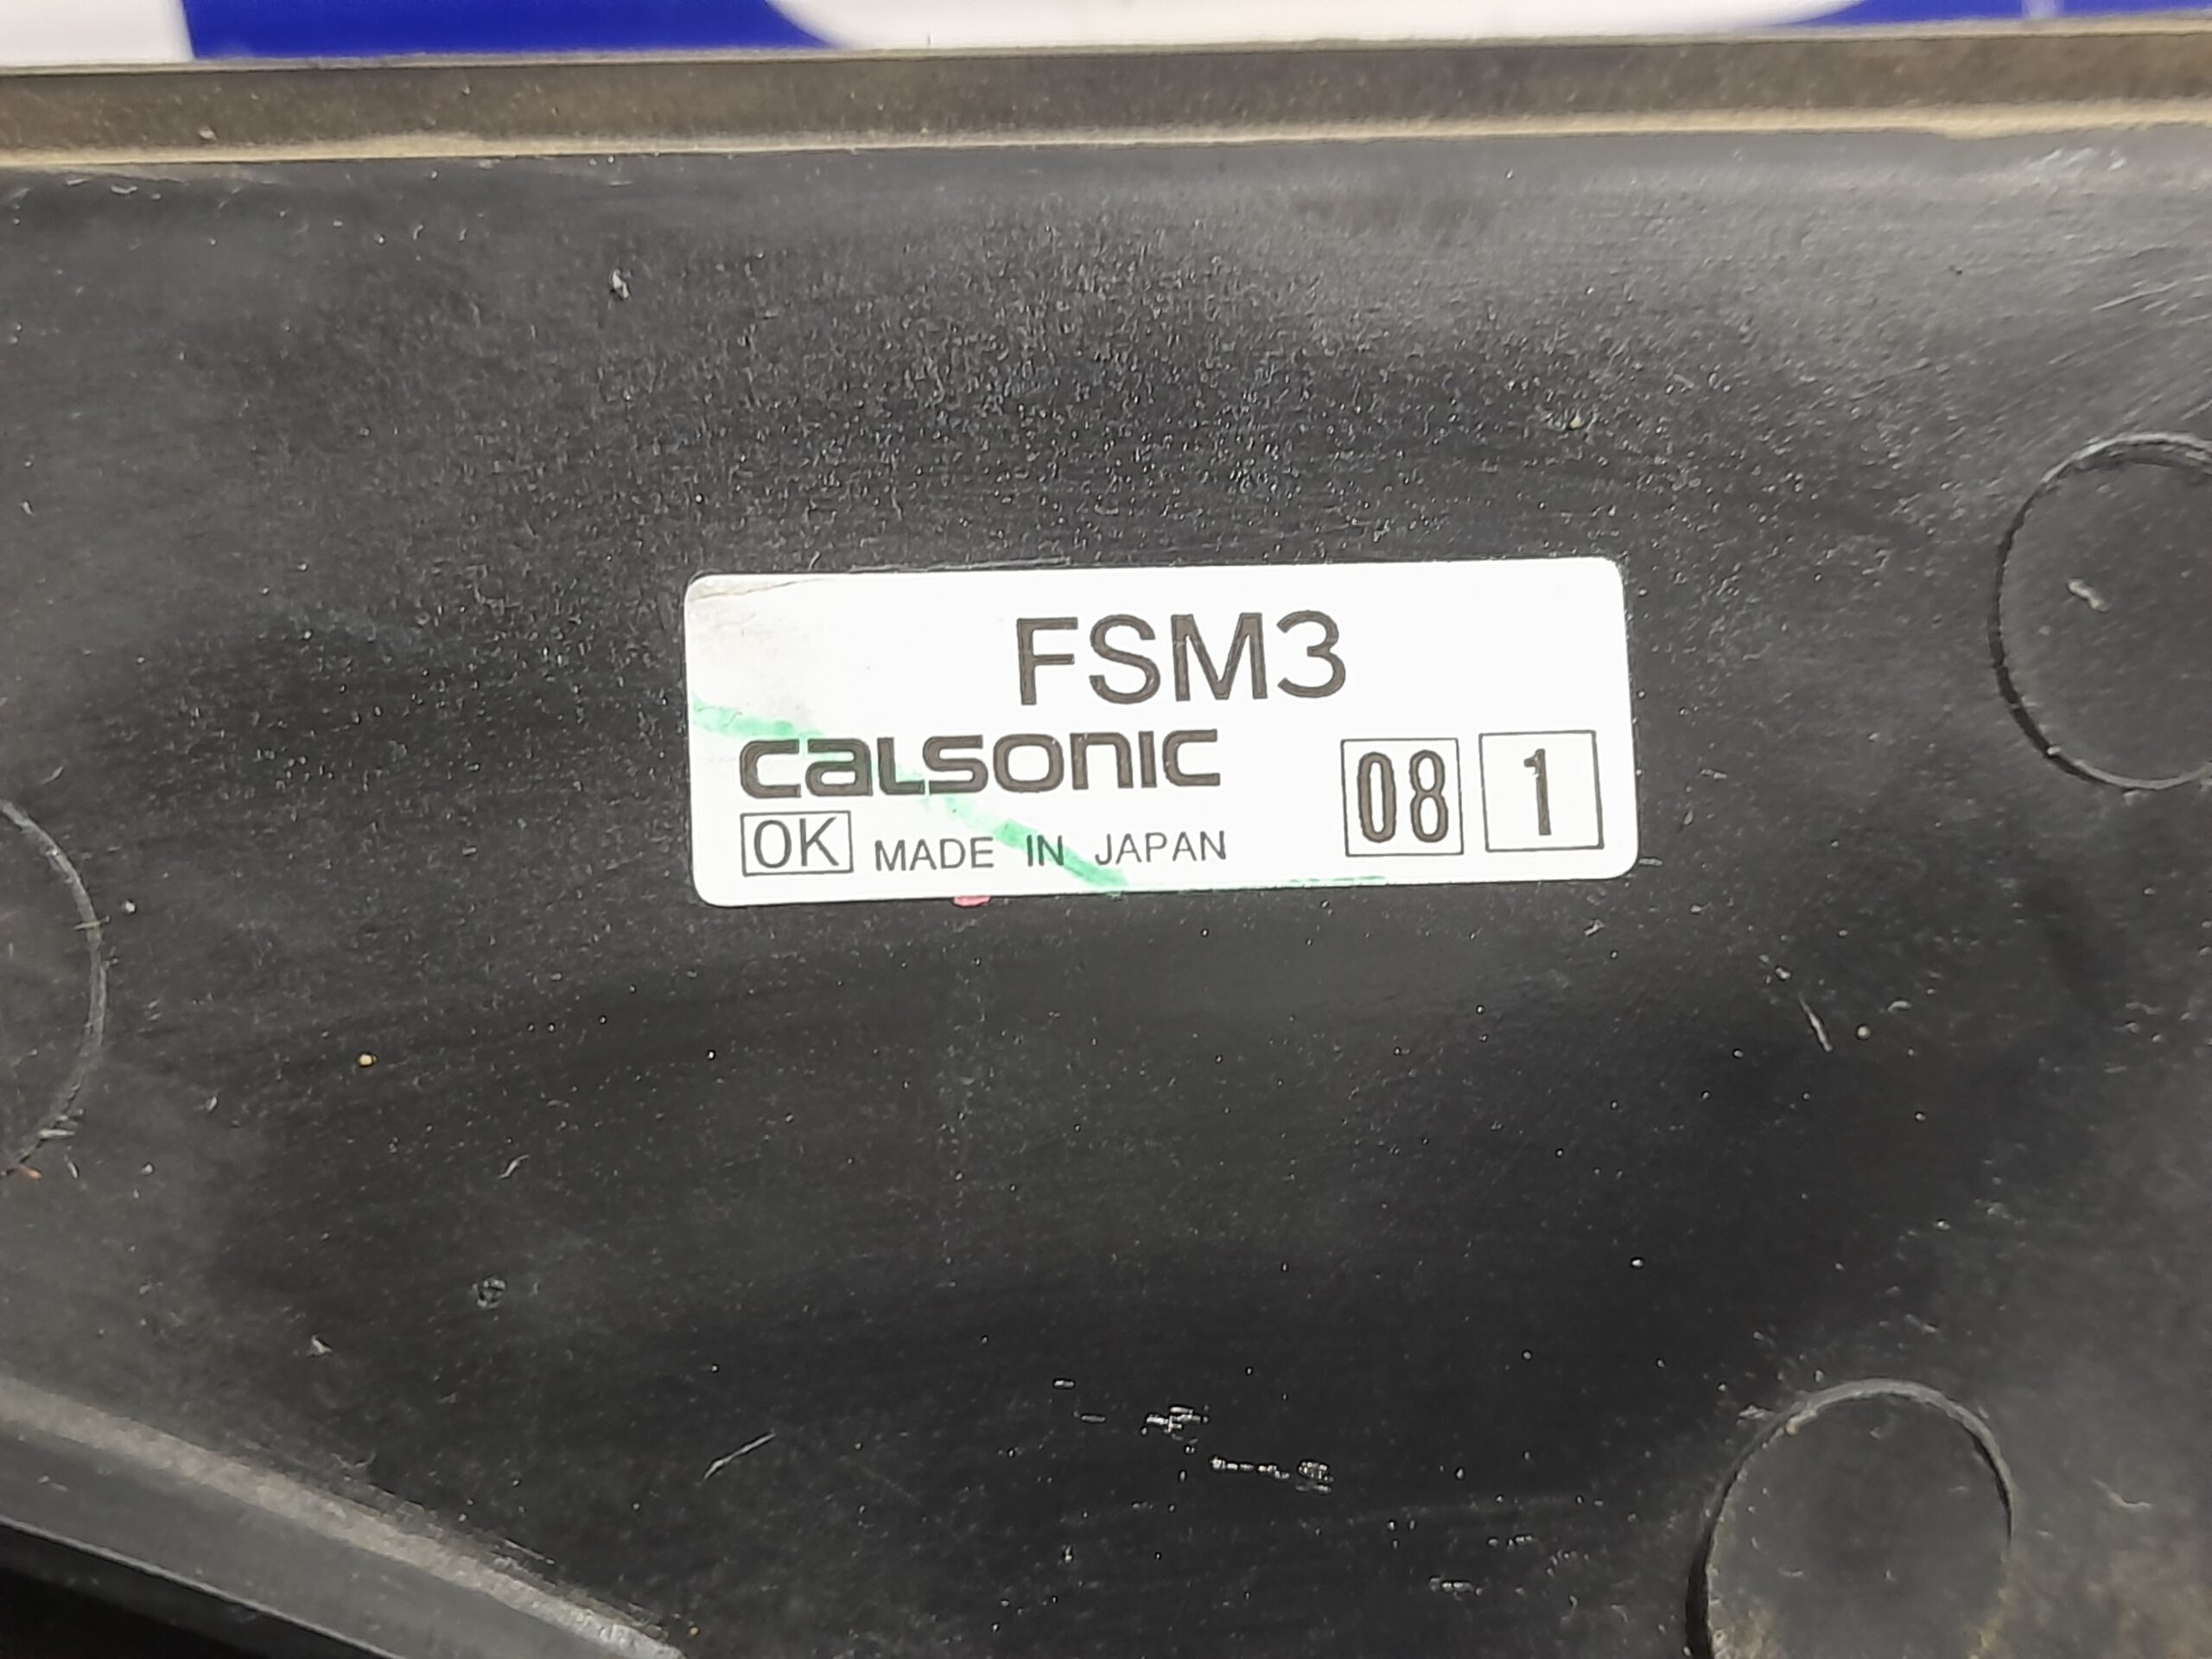 FSM3
calsonic
08 1
OK MADE IN JAPAN